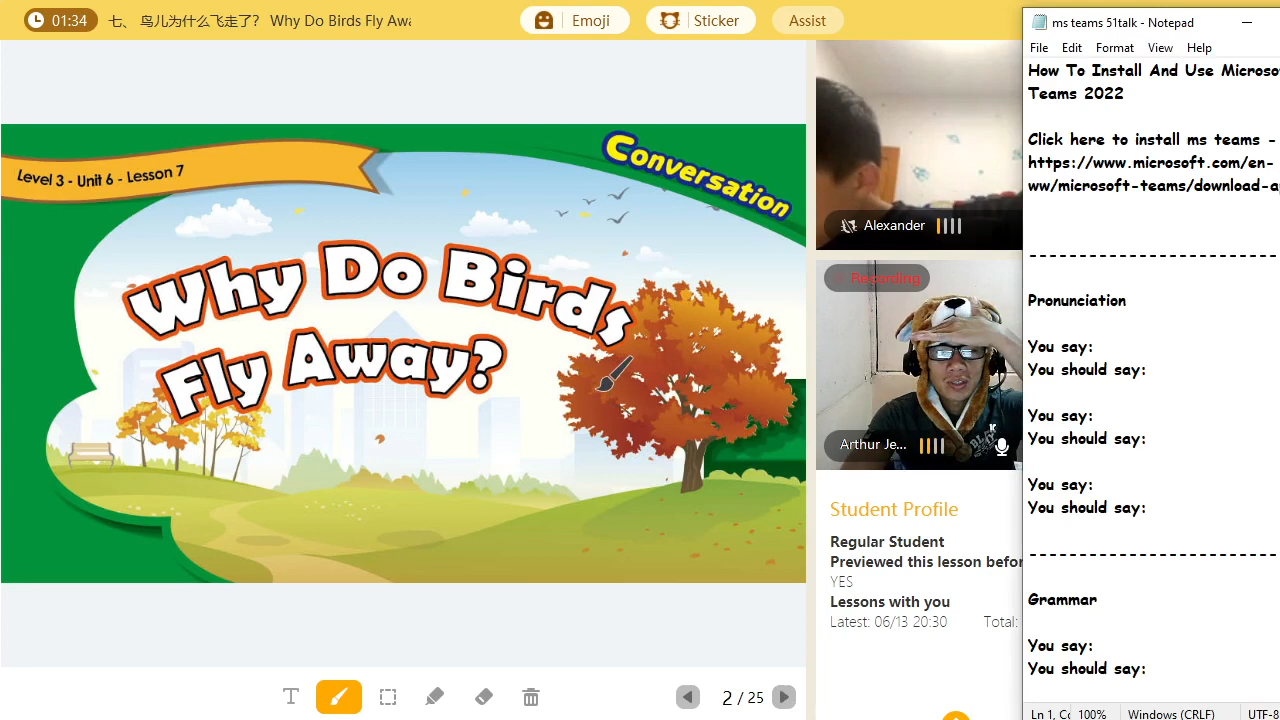 01:34
七、 鸟儿为什么飞走了? Why Do Birds Fly Awa
Emoji
Sticker
Assist
Level 3 - Unit 6 - Lesson 7
Conversation
Why Do Birds
Fly Away?
Alexander
Recording
Arthur Je...
Student Profile
Regular Student
Previewed this lesson befor
YES
Lessons with you
Latest: 06/13 20:30 Total:
T
2 / 25
ms teams 51talk - Notepad
File Edit Format View Help
How To Install And Use Microso
Teams 2022
Click here to install ms teams -
https://www.microsoft.com/en-
ww/microsoft-teams/download-a
--------------------------
Pronunciation
You say:
You should say:
You say:
You should say:
You say:
You should say:
--------------------------
Grammar
You say:
You should say:
Ln 1, Co 100% Windows (CRLF) UTF-8